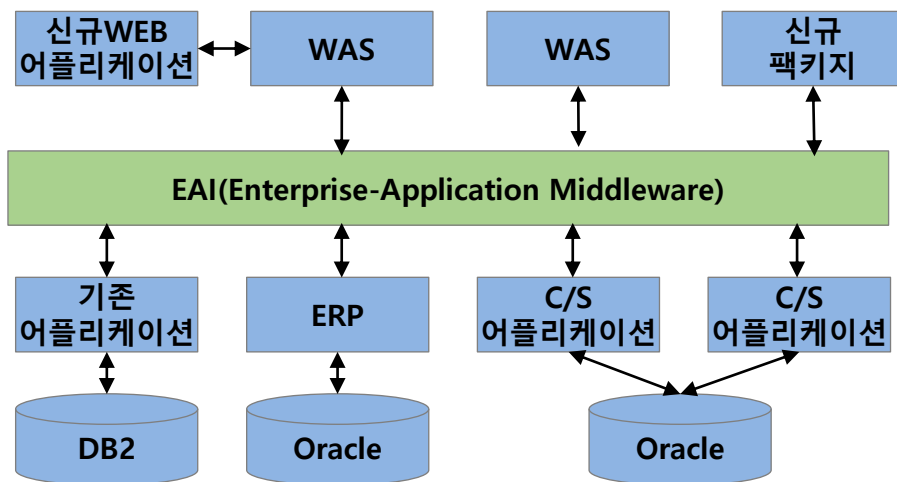 신규WEB
어플리케이션
WAS
WAS
신규
팩키지
EAI(Enterprise-Application Middleware)
기존
어플리케이션
ERP
C/S
어플리케이션
C/S
어플리케이션
DB2
Oracle
Oracle